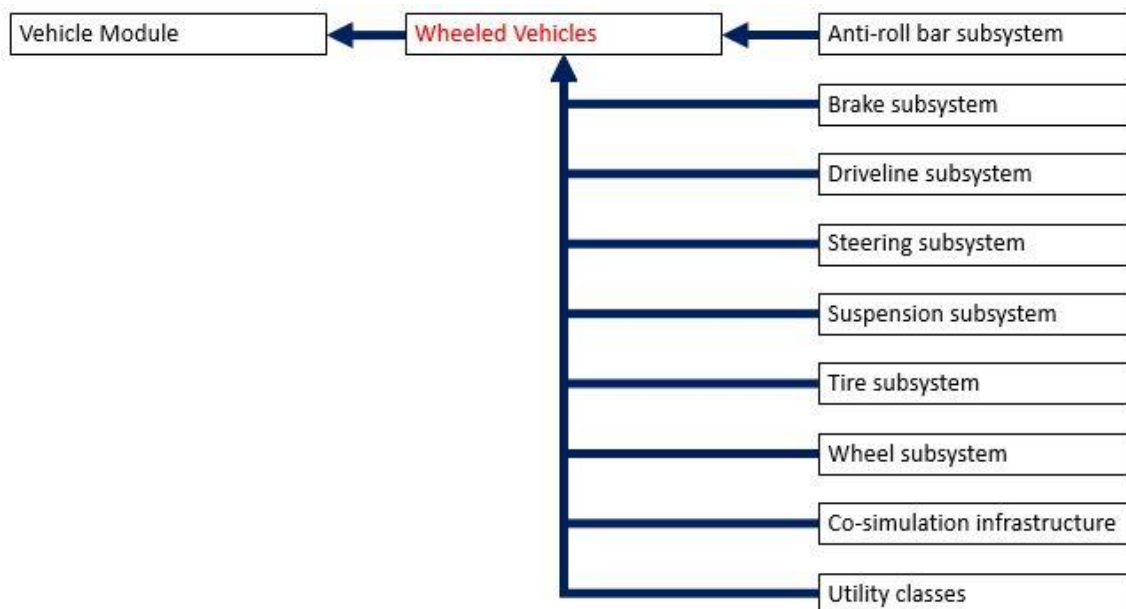 Vehicle Module
Wheeled Vehicles
Anti-roll bar subsystem
Brake subsystem
Driveline subsystem
Steering subsystem
Suspension subsystem
Tire subsystem
Wheel subsystem
Co-simulation infrastructure
Utility classes